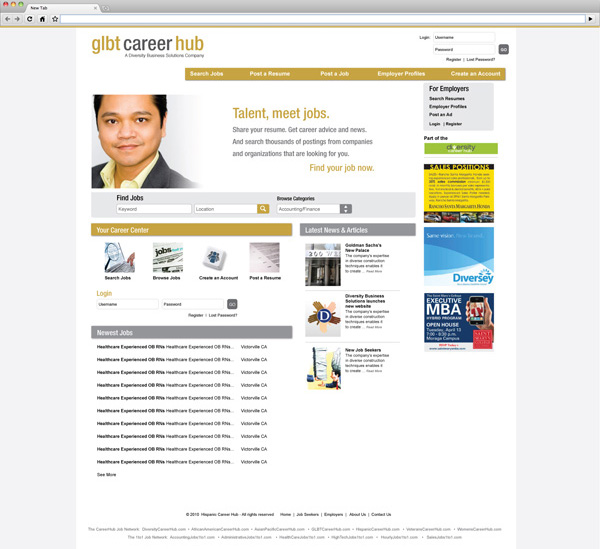 New Tab
glbt career hub
A Diversity Business Solutions Company
Login Username
Password GO
Register | Lost Password?
Search Jobs Post a Resume Post a Job Employer Profiles Create an Account
Talent, meet jobs.
Share your resume. Get career advice and news.
And search thousands of postings from companies
and organizations that are looking for you.
Find your job now.
For Employers
Search Resumes
Employer Profiles
Post an Ad
Login | Register
Part of the
diversity
Find Jobs
Keyword Location
Browse Categories
Accounting/Finance
SALES POSITIONS
RANCHO SANTA MARGARITA HONDA
Your Career Center
Search Jobs Browse Jobs Create an Account Post a Resume
Login
Username Password GO
Register | Lost Password?
Latest News & Articles
Goldman Sachs's
New Palace
The company's expertise
in diverse construction
techniques enables it
to create ... Read More
Diversity Business
Solutions launches
new website
The company's expertise
in diverse construction
techniques enables it
to create ... Read More
New Job Seekers
The company's expertise
in diverse construction
techniques enables it
to create ... Read More
Same vision.
Diversey
EXECUTIVE
MBA
HYBRID PROGRAM
OPEN HOUSE
Tuesday, April 13
Moraga Campus
SAINT MARY'S
Newest Jobs
Healthcare Experienced OB RNs Healthcare Experienced OB RNs... Victorville CA
Healthcare Experienced OB RNs Healthcare Experienced OB RNs... Victorville CA
Healthcare Experienced OB RNs Healthcare Experienced OB RNs... Victorville CA
Healthcare Experienced OB RNs Healthcare Experienced OB RNs... Victorville CA
Healthcare Experienced OB RNs Healthcare Experienced OB RNs... Victorville CA
Healthcare Experienced OB RNs Healthcare Experienced OB RNs... Victorville CA
Healthcare Experienced OB RNs Healthcare Experienced OB RNs... Victorville CA
Healthcare Experienced OB RNs Healthcare Experienced OB RNs... Victorville CA
Healthcare Experienced OB RNs Healthcare Experienced OB RNs... Victorville CA
Healthcare Experienced OB RNs Healthcare Experienced OB RNs... Victorville CA
See More
© 2010 Hispanic Career Hub - All rights reserved Home | Job Seekers | Employers | About Us | Contact Us
The CareerHub Job Network: DiversityCareerHub.com • AfricanAmericanCareerHub.com • AsianPacificCareerHub.com • GLBTCareerHub.com • HispanicCareerHub.com • VeteransCareerHub.com • WomensCareerHub.com
The 1to1 Job Network: AccountingJobs1to1.com • AdministrativeJobs1to1.com • HealthCareJobs1to1.com • HighTechJobs1to1.com • HourlyJobs1to1.com • SalesJobs1to1.com